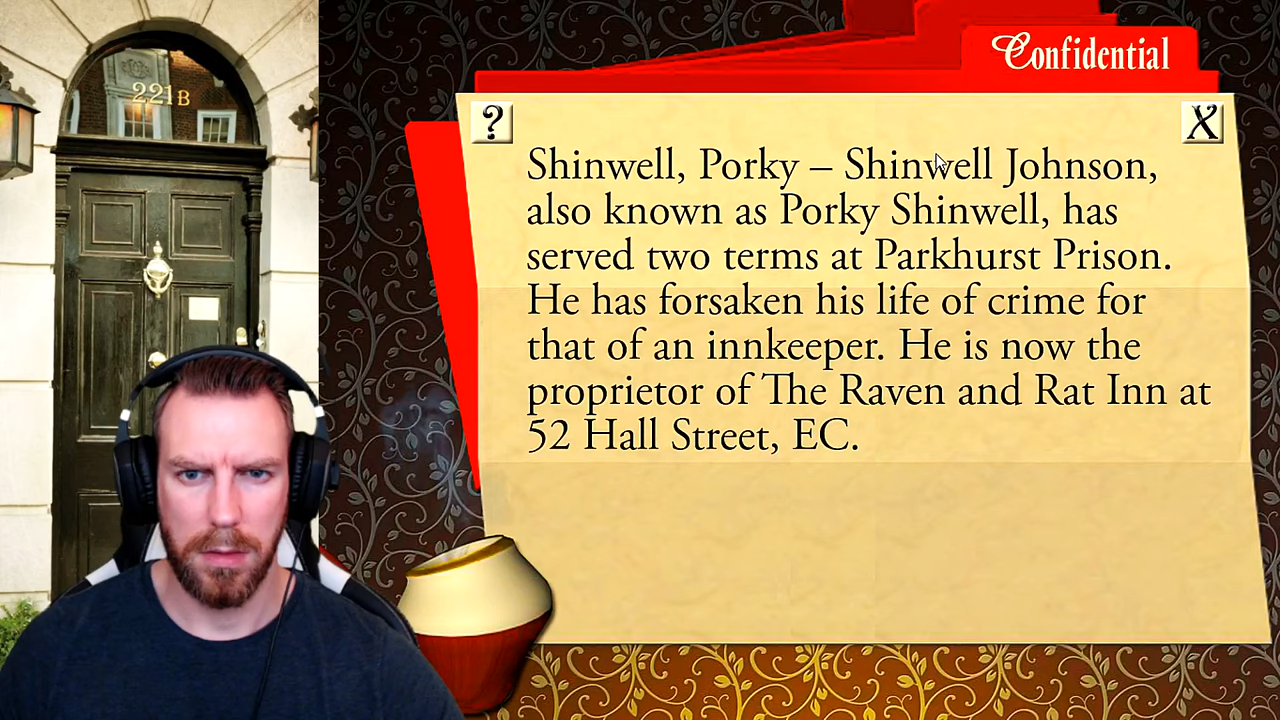 221B
Confidential
?
X
Shinwell, Porky – Shinwell Johnson,
also known as Porky Shinwell, has
served two terms at Parkhurst Prison.
He has forsaken his life of crime for
that of an innkeeper. He is now the
proprietor of The Raven and Rat Inn at
52 Hall Street, EC.